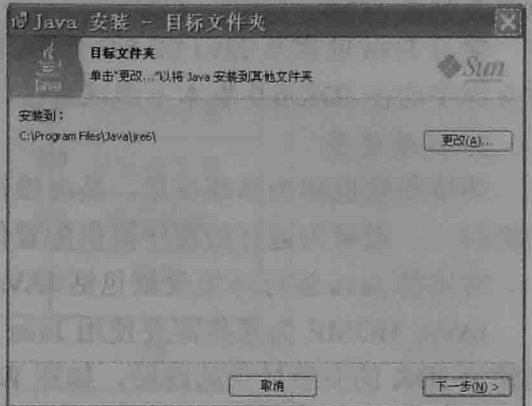 Java 安装 - 目标文件夹
Java
目标文件夹
单击“更改...”以将 Java 安装到其他文件夹
Sun
安装到：
C:\Program Files\Java\jre6\
更改(A)...
取消
下一步(N) >